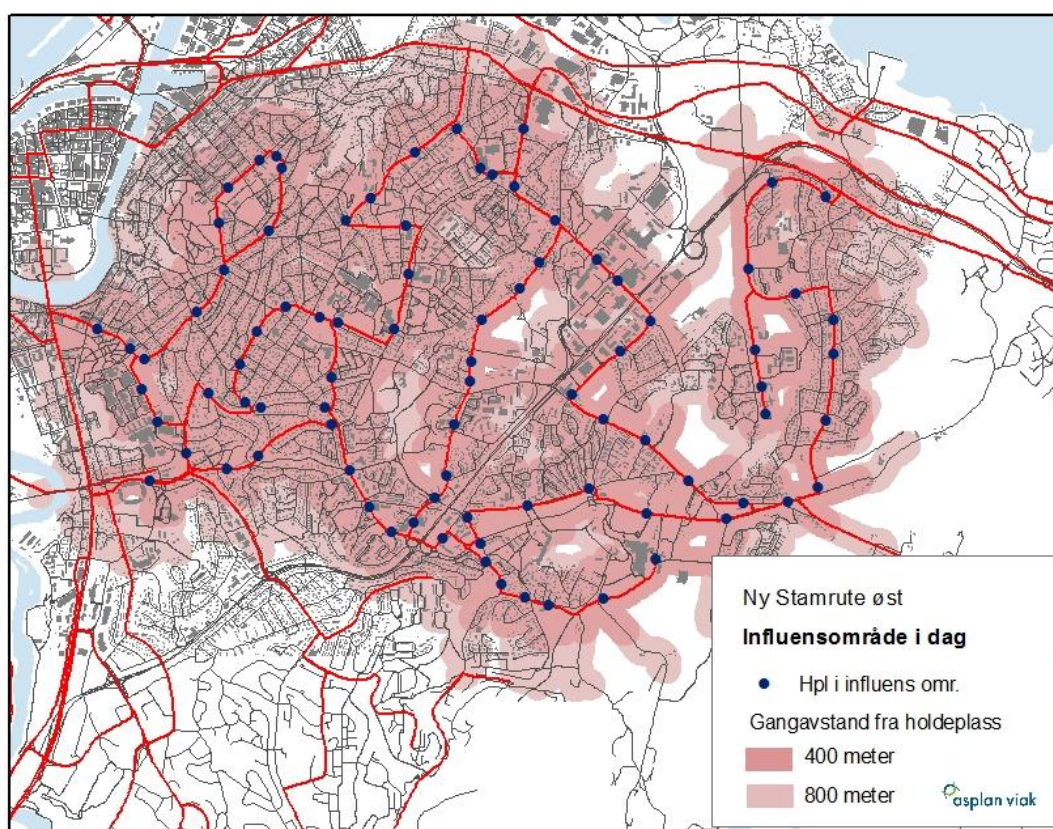 Ny Stamrute øst
Influensområde i dag
Hpl i influens omr.
Gangavstand fra holdeplass
400 meter
800 meter
asplan viak